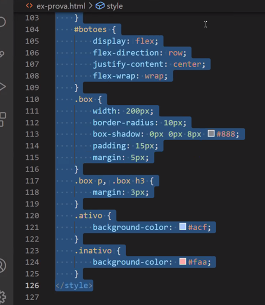 ex-prova.html > style
103 }
104 #botoes {
105 display: flex;
106 flex-direction: row;
107 justify-content: center;
108 flex-wrap: wrap;
109 }
110 .box {
111 width: 200px;
112 border-radius: 10px;
113 box-shadow: 0px 0px 8px #888;
114 padding: 15px;
115 margin: 5px;
116 }
117 .box p, .box h3 {
118 margin: 3px;
119 }
120 .ativo {
121 background-color: #acf;
122 }
123 .inativo {
124 background-color: #faa;
125 }
126 </style>
127